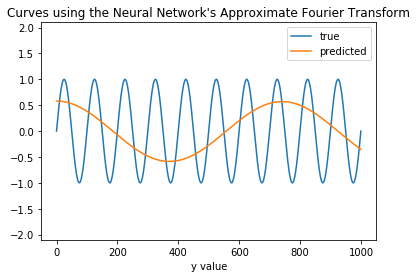 Curves using the Neural Network's Approximate Fourier Transform
true
predicted
2.0
1.5
1.0
0.5
0.0
−0.5
−1.0
−1.5
−2.0
0 200 400 600 800 1000
y value